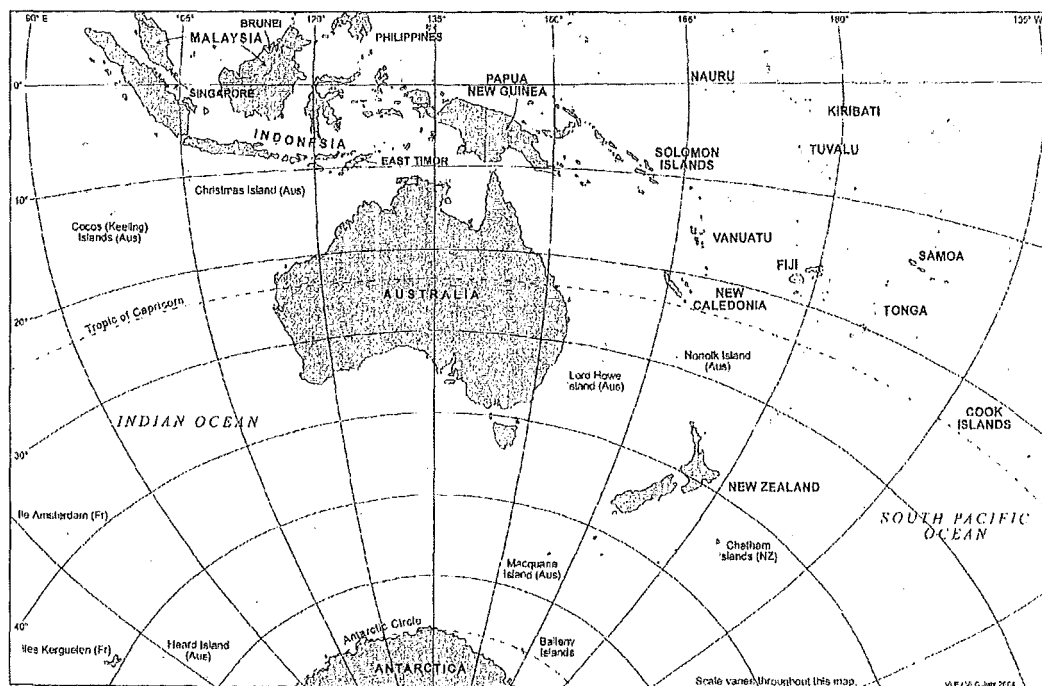 90° E
105°
120°
135°
150°
165°
180°
BRUNEI
MALAYSIA
PHILIPPINES
0°
SINGAPORE
PAPUA
NEW GUINEA
NAURU
KIRIBATI
INDONESIA
EAST TIMOR
SOLOMON
ISLANDS
TUVALU
Christmas Island (Aus)
10°
Cocos (Keeling)
Islands (Aus)
VANUATU
FIJI
SAMOA
AUSTRALIA
NEW
CALEDONIA
TONGA
Tropic of Capricorn
20°
Norfolk Island
(Aus)
Lord Howe
Island (Aus)
INDIAN OCEAN
COOK
ISLANDS
30°
NEW ZEALAND
Ile Amsterdam (Fr)
SOUTH PACIFIC
OCEAN
Chatham
Islands (NZ)
Macquarie
Island (Aus)
40°
Antarctic Circle
Iles Kerguelen (Fr)
Heard Island
(Aus)
Balleny
Islands
ANTARCTICA
Scale varies throughout this map.